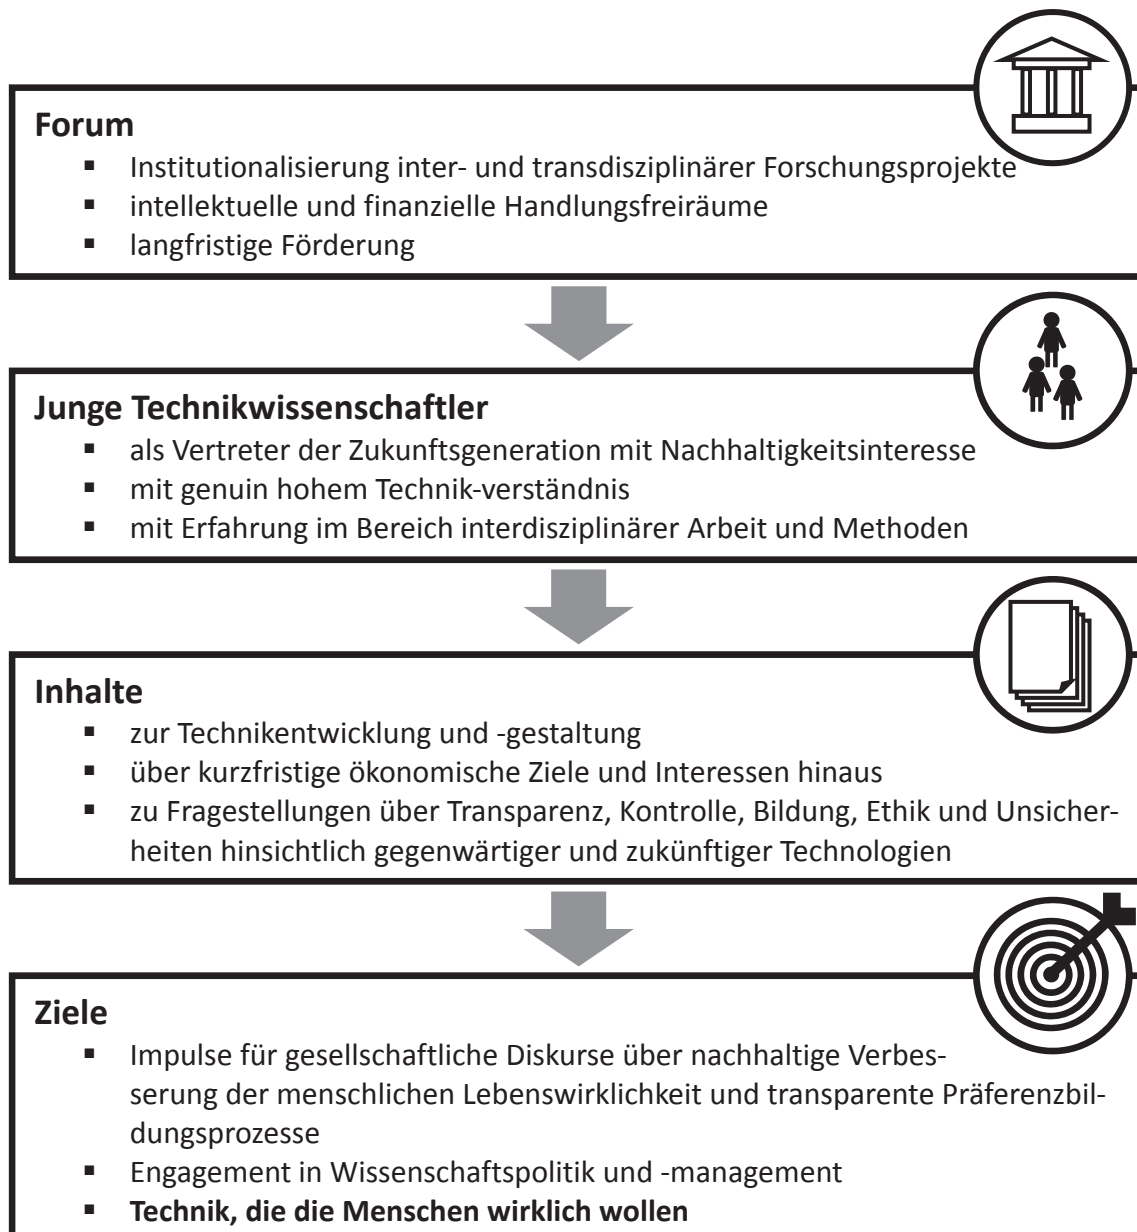 Forum
▪ Institutionalisierung inter- und transdisziplinärer Forschungsprojekte
▪ intellektuelle und finanzielle Handlungsfreiräume
▪ langfristige Förderung
Junge Technikwissenschaftler
▪ als Vertreter der Zukunftsgeneration mit Nachhaltigkeitsinteresse
▪ mit genuin hohem Technik-verständnis
▪ mit Erfahrung im Bereich interdisziplinärer Arbeit und Methoden
Inhalte
▪ zur Technikentwicklung und -gestaltung
▪ über kurzfristige ökonomische Ziele und Interessen hinaus
▪ zu Fragestellungen über Transparenz, Kontrolle, Bildung, Ethik und Unsicher-
heiten hinsichtlich gegenwärtiger und zukünftiger Technologien
Ziele
▪ Impulse für gesellschaftliche Diskurse über nachhaltige Verbes-
serung der menschlichen Lebenswirklichkeit und transparente Präferenzbil-
dungsprozesse
▪ Engagement in Wissenschaftspolitik und -management
▪ Technik, die die Menschen wirklich wollen